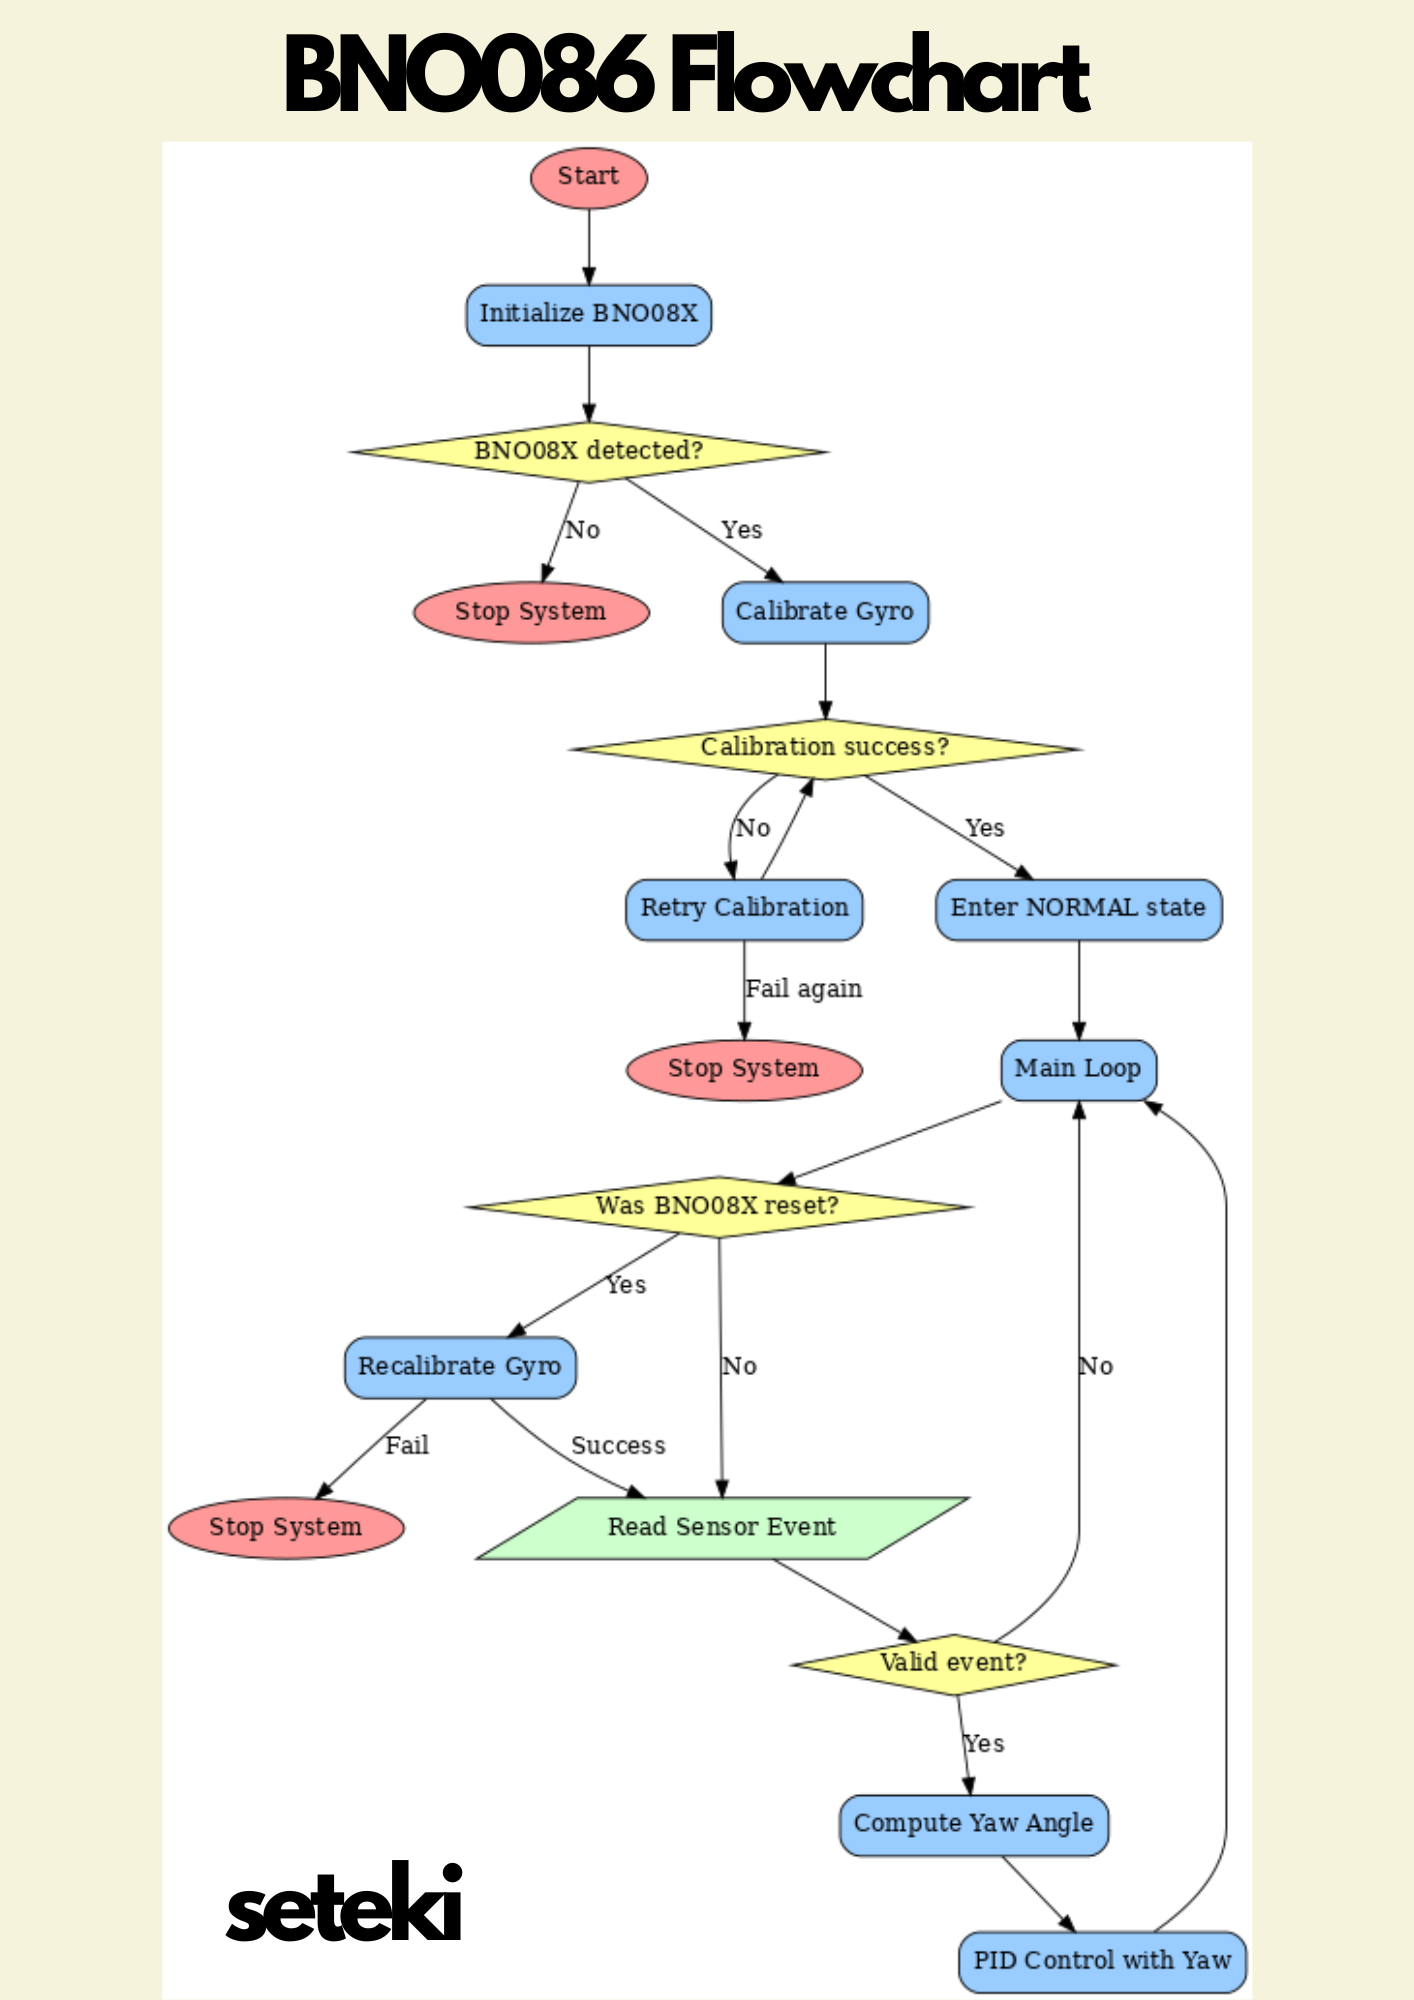 BNO086 Flowchart
Start
Initialize BNO08X
BNO08X detected?
No
Yes
Stop System
Calibrate Gyro
Calibration success?
No
Yes
Retry Calibration
Enter NORMAL state
Fail again
Stop System
Main Loop
Was BNO08X reset?
Yes
Recalibrate Gyro
No
No
Fail
Success
Stop System
Read Sensor Event
Valid event?
Yes
Compute Yaw Angle
seteki
PID Control with Yaw